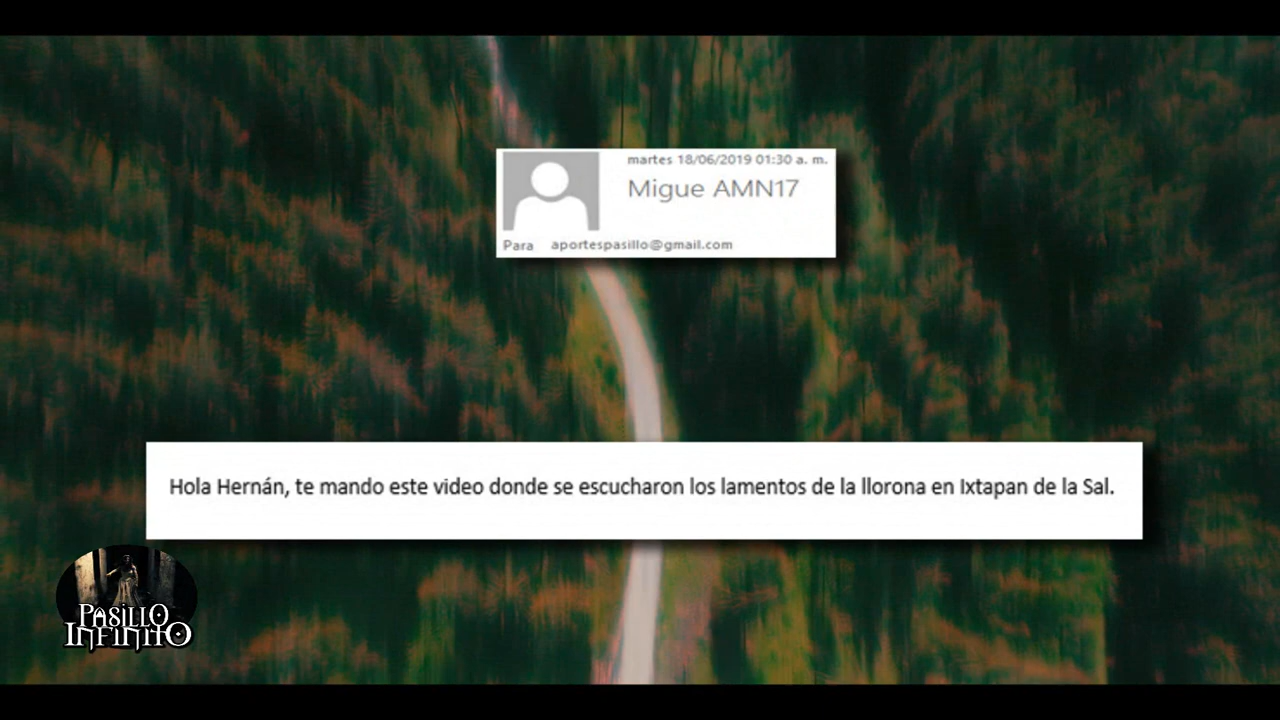 martes 18/06/2019 01:30 a. m.
Migue AMN17
Para aportespasillo@gmail.com
Hola Hernán, te mando este video donde se escucharon los lamentos de la llorona en Ixtapan de la Sal.
PASILLO
INFINITO